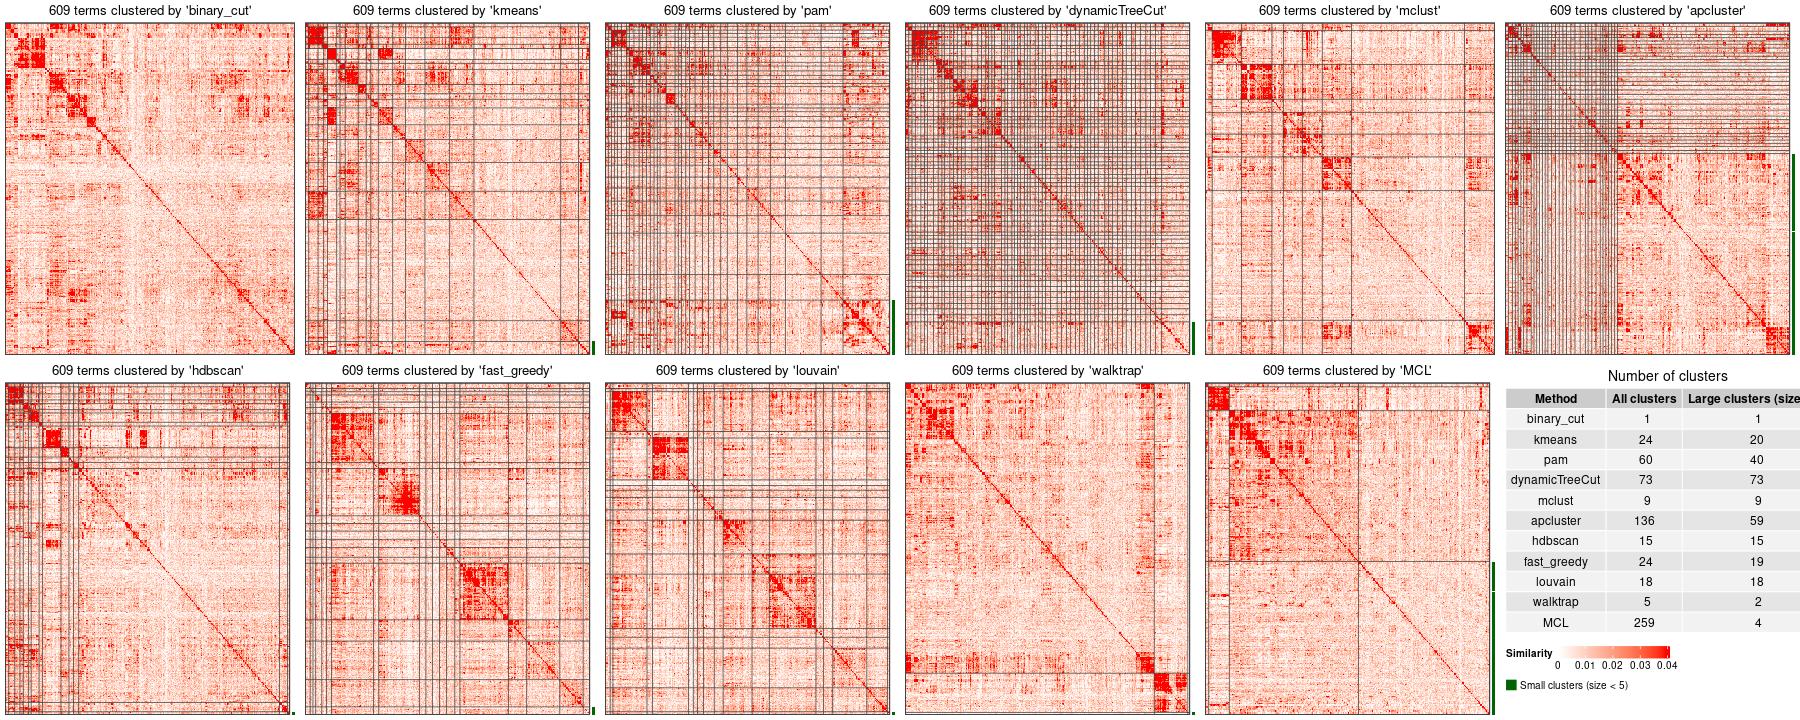 609 terms clustered by 'binary_cut'
609 terms clustered by 'kmeans'
609 terms clustered by 'pam'
609 terms clustered by 'dynamicTreeCut'
609 terms clustered by 'mclust'
609 terms clustered by 'apcluster'
609 terms clustered by 'hdbscan'
609 terms clustered by 'fast_greedy'
609 terms clustered by 'louvain'
609 terms clustered by 'walktrap'
609 terms clustered by 'MCL'
Number of clusters
Method All clusters Large clusters (size
binary_cut 1 1
kmeans 24 20
pam 60 40
dynamicTreeCut 73 73
mclust 9 9
apcluster 136 59
hdbscan 15 15
fast_greedy 24 19
louvain 18 18
walktrap 5 2
MCL 259 4
Similarity
0 0.01 0.02 0.03 0.04
Small clusters (size < 5)